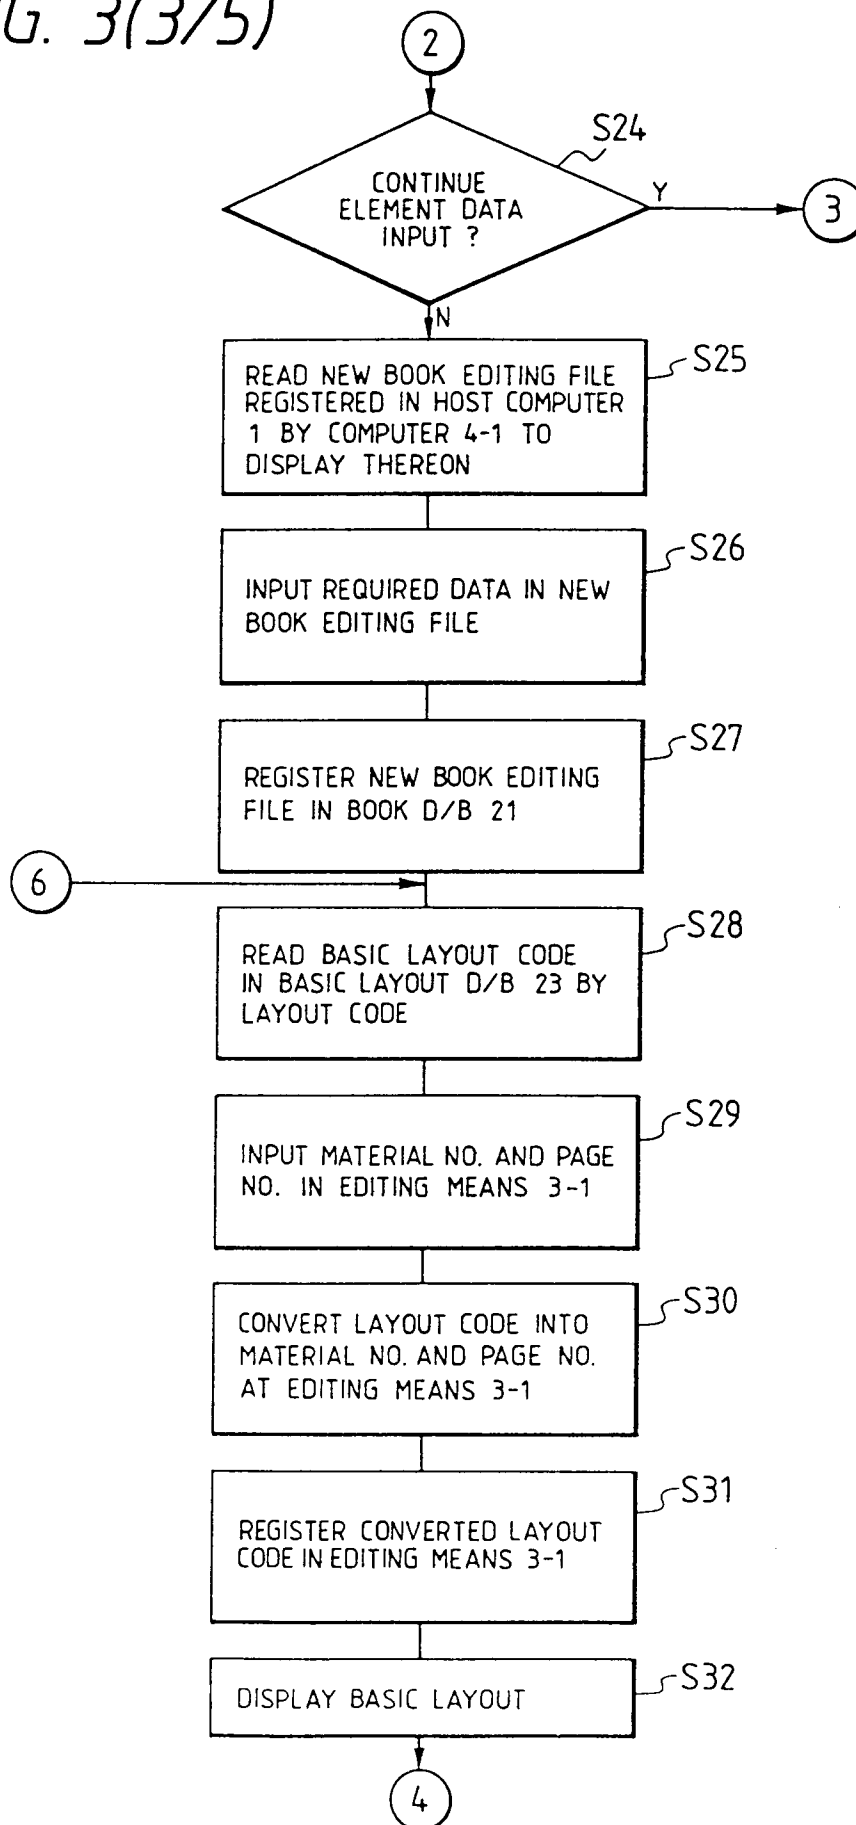 G. 3(3/5)
2
S24
CONTINUE
ELEMENT DATA
INPUT ?
Y
3
N
S25
READ NEW BOOK EDITING FILE
REGISTERED IN HOST COMPUTER
1 BY COMPUTER 4-1 TO
DISPLAY THEREON
S26
INPUT REQUIRED DATA IN NEW
BOOK EDITING FILE
S27
REGISTER NEW BOOK EDITING
FILE IN BOOK D/B 21
6
S28
READ BASIC LAYOUT CODE
IN BASIC LAYOUT D/B 23 BY
LAYOUT CODE
S29
INPUT MATERIAL NO. AND PAGE
NO. IN EDITING MEANS 3-1
S30
CONVERT LAYOUT CODE INTO
MATERIAL NO. AND PAGE NO.
AT EDITING MEANS 3-1
S31
REGISTER CONVERTED LAYOUT
CODE IN EDITING MEANS 3-1
S32
DISPLAY BASIC LAYOUT
4